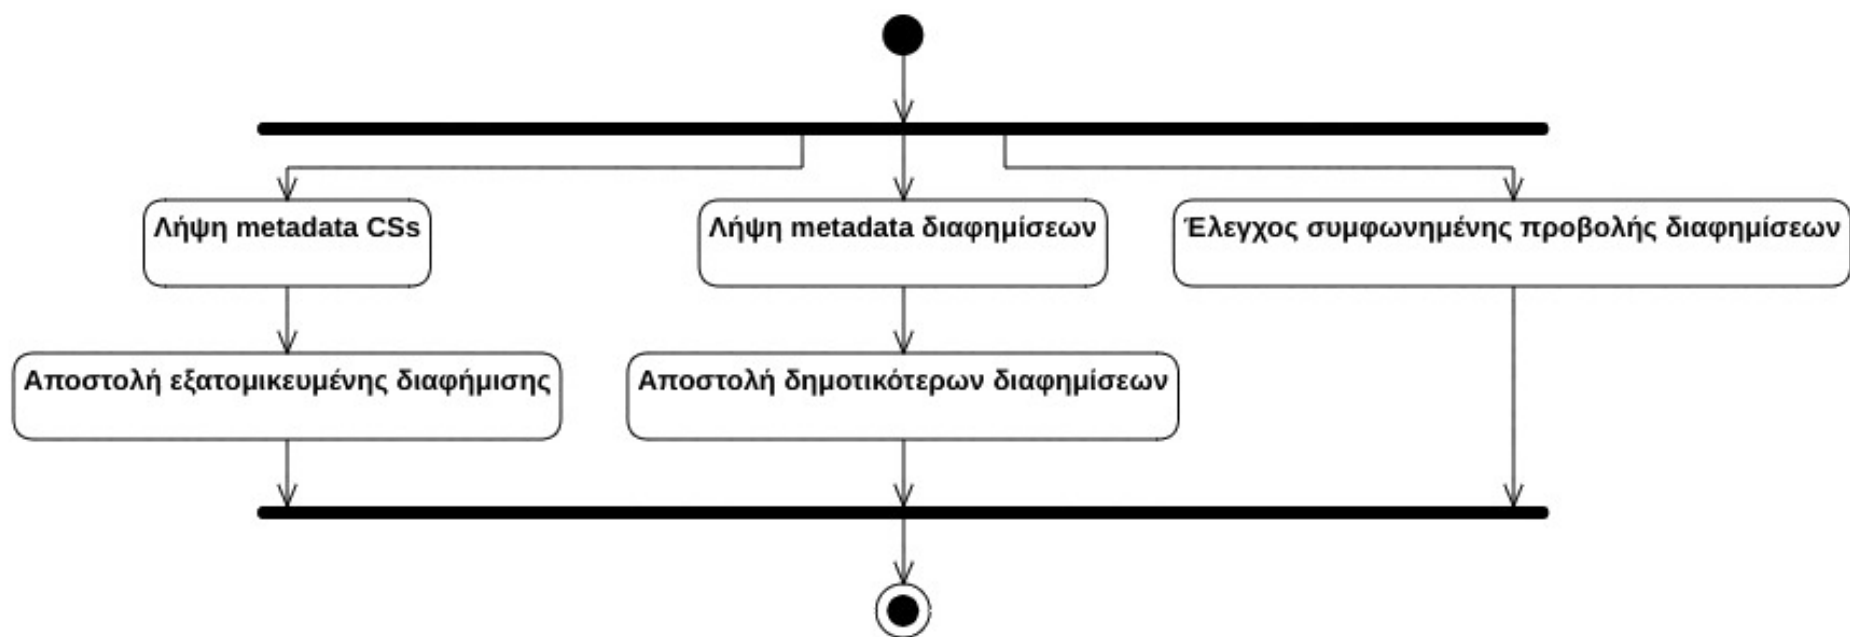 Λήψη metadata CSs
Λήψη metadata διαφημίσεων
Έλεγχος συμφωνημένης προβολής διαφημίσεων
Αποστολή εξατομικευμένης διαφήμισης
Αποστολή δημοτικότερων διαφημίσεων